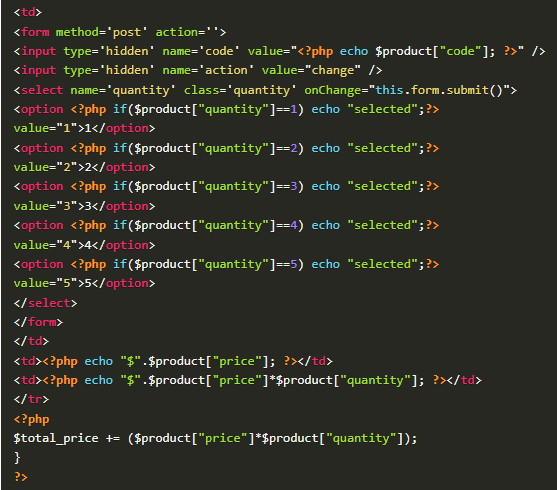 <td>
<form method='post' action=''>
<input type='hidden' name='code' value="<?php echo $product["code"]; ?>" />
<input type='hidden' name='action' value="change" />
<select name='quantity' class='quantity' onChange="this.form.submit()">
<option <?php if($product["quantity"]==1) echo "selected";?>
value="1">1</option>
<option <?php if($product["quantity"]==2) echo "selected";?>
value="2">2</option>
<option <?php if($product["quantity"]==3) echo "selected";?>
value="3">3</option>
<option <?php if($product["quantity"]==4) echo "selected";?>
value="4">4</option>
<option <?php if($product["quantity"]==5) echo "selected";?>
value="5">5</option>
</select>
</form>
</td>
<td><?php echo "$".$product["price"]; ?></td>
<td><?php echo "$".$product["price"]*$product["quantity"]; ?></td>
</tr>
<?php
$total_price += ($product["price"]*$product["quantity"]);
}
?>